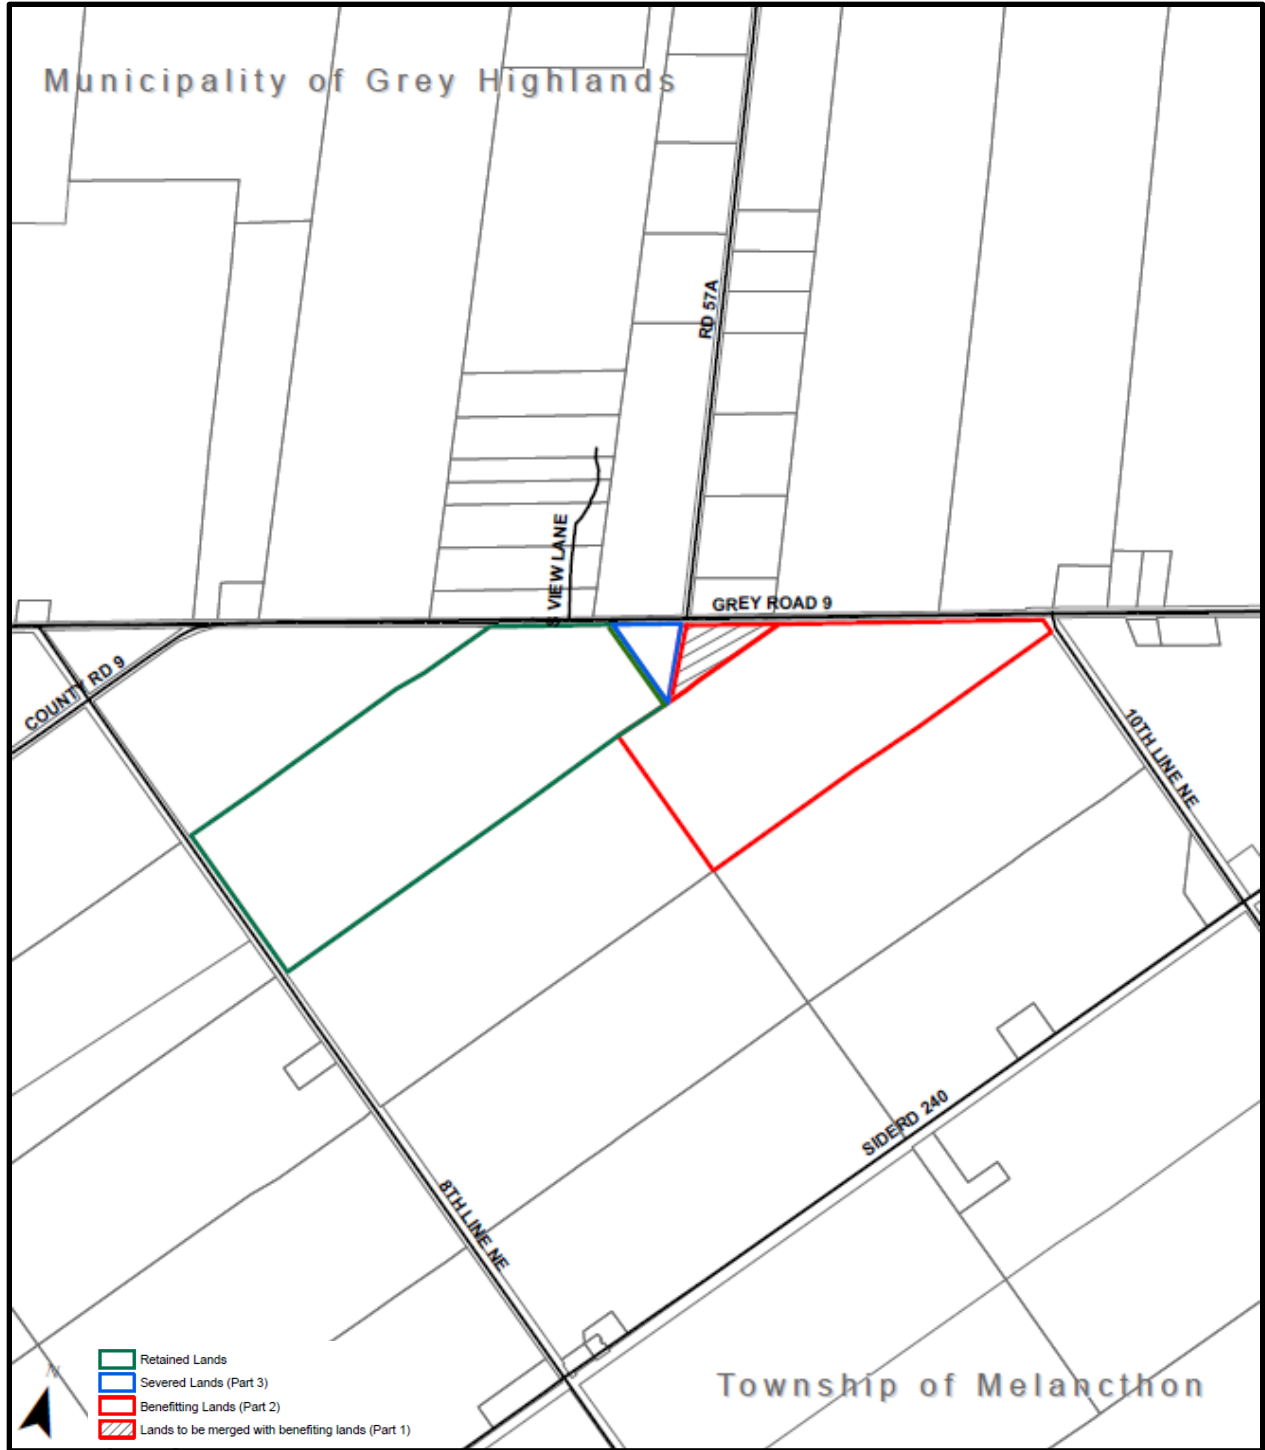 Municipality of Grey Highlands
RD 57A
VIEW LANE
GREY ROAD 9
COUNTY RD 9
10TH LINE NE
SIDERD 240
8TH LINE NE
Retained Lands
Severed Lands (Part 3)
Benefitting Lands (Part 2)
Lands to be merged with benefiting lands (Part 1)
N
Township of Melancthon